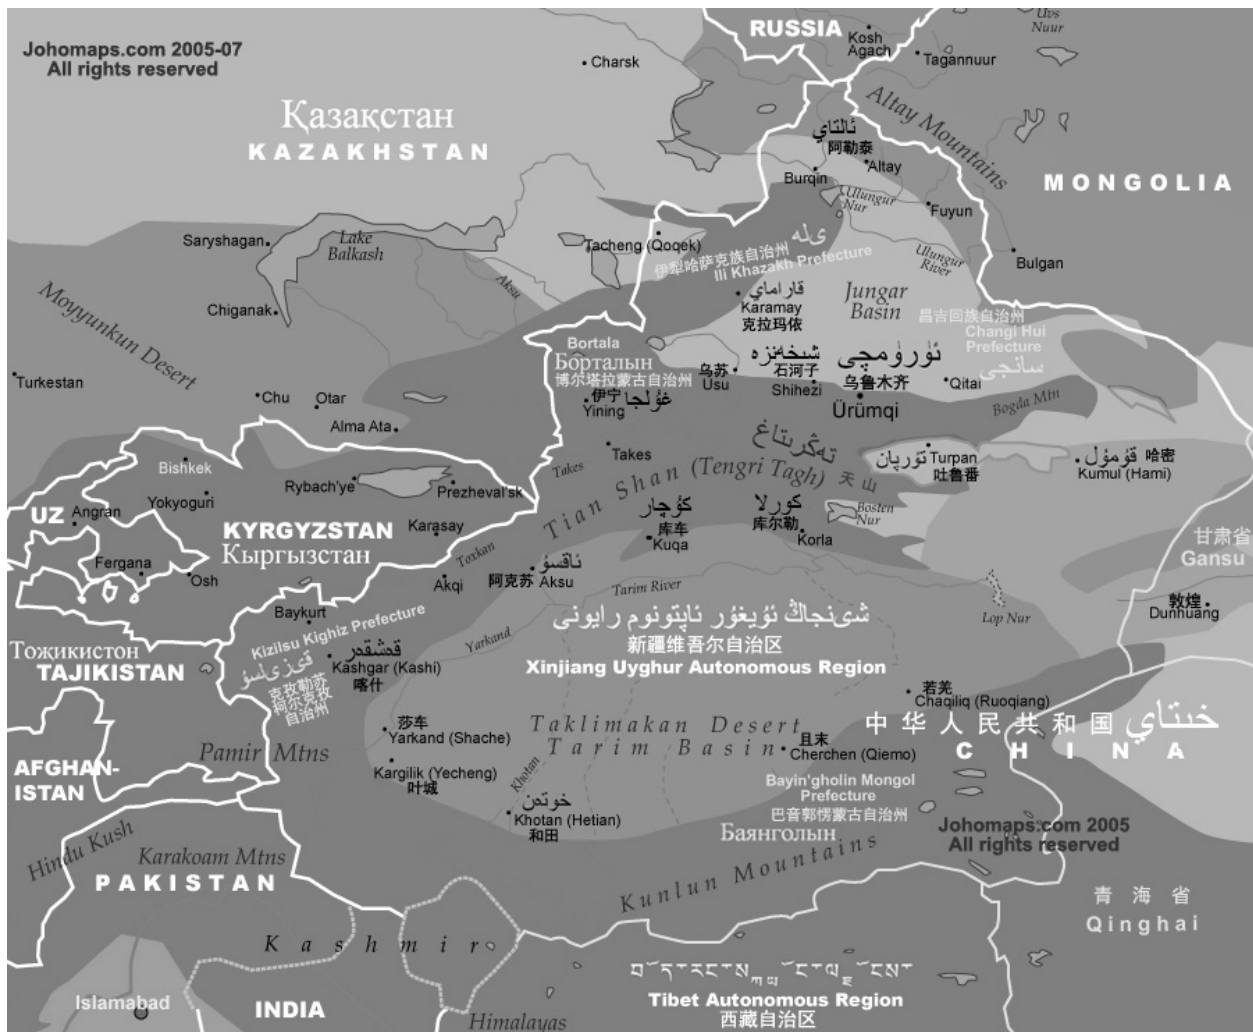 Johomaps.com 2005-07
All rights reserved
RUSSIA
Kosh
Agach
Uvs
Nuur
Tagannuur
Charsk
Altay Mountains
Қазақстан
KAZAKHSTAN
ئالتاي
阿勒泰
Altay
Burqin
MONGOLIA
Ulungur
Nur
Fuyun
Saryshagan
Lake
Balkash
Tacheng (Qoqek)
ىلە
伊犁哈萨克族自治州
Ili Khazakh Prefecture
Ulungur
River
Bulgan
Aksu
Moyyunkun Desert
Chiganak
قاراماي
Karamay
克拉玛依
Jungar
Basin
昌吉回族自治州
Changi Hui
Prefecture
سانجى
Bortala
Борталын
博尔塔拉蒙古自治州
乌苏
Usu
شىخەنزە
石河子
Shihezi
ئۈرۈمچى
乌鲁木齐
Ürümqi
Qitai
Turkestan
Chu
Otar
Alma Ata
伊宁
Yining
غۇلجا
Bogda Mtn
Takes
Takes
تەڭرىتاغ
Tian Shan (Tengri Tagh)
天山
تۇرپان
Turpan
吐鲁番
قۇمۇل
哈密
Kumul (Hami)
Bishkek
Yokyoguri
Rybach'ye
Prezheval'sk
UZ
Angran
KYRGYZSTAN
Кыргызстан
Karasay
كۇچار
库车
Kuqa
كورلا
库尔勒
Korla
Bosten
Nur
甘肃省
Gansu
Fergana
Osh
Toxkan
Akqi
ئاقسۇ
阿克苏
Aksu
Tarim River
Lop Nur
敦煌
Dunhuang
Baykurt
Kizilsu Kighiz Prefecture
قىزىلسۇ
克孜勒苏
柯尔克孜
自治州
قەشقەر
Kashgar (Kashi)
喀什
Yarkand
شىنجاڭ ئۇيغۇر ئاپتونوم رايونى
新疆维吾尔自治区
Xinjiang Uyghur Autonomous Region
Тоҷикистон
TAJIKISTAN
若羌
Chaqiliq (Ruoqiang)
中华人民共和国
خىتاي
CHINA
莎车
Yarkand (Shache)
Taklimakan Desert
Tarim Basin
且末
Cherchen (Qiemo)
Pamir Mtns
AFGHAN-
ISTAN
Kargilik (Yecheng)
叶城
Khotan
خوتەن
Khotan (Hetian)
和田
Bayin'gholin Mongol
Prefecture
巴音郭愣蒙古自治州
Баянголын
Johomaps.com 2005
All rights reserved
Hindu Kush
Karakoam Mtns
PAKISTAN
Kunlun Mountains
青海省
Qinghai
Kashmir
Islamabad
INDIA
Himalayas
Tibet Autonomous Region
西藏自治区